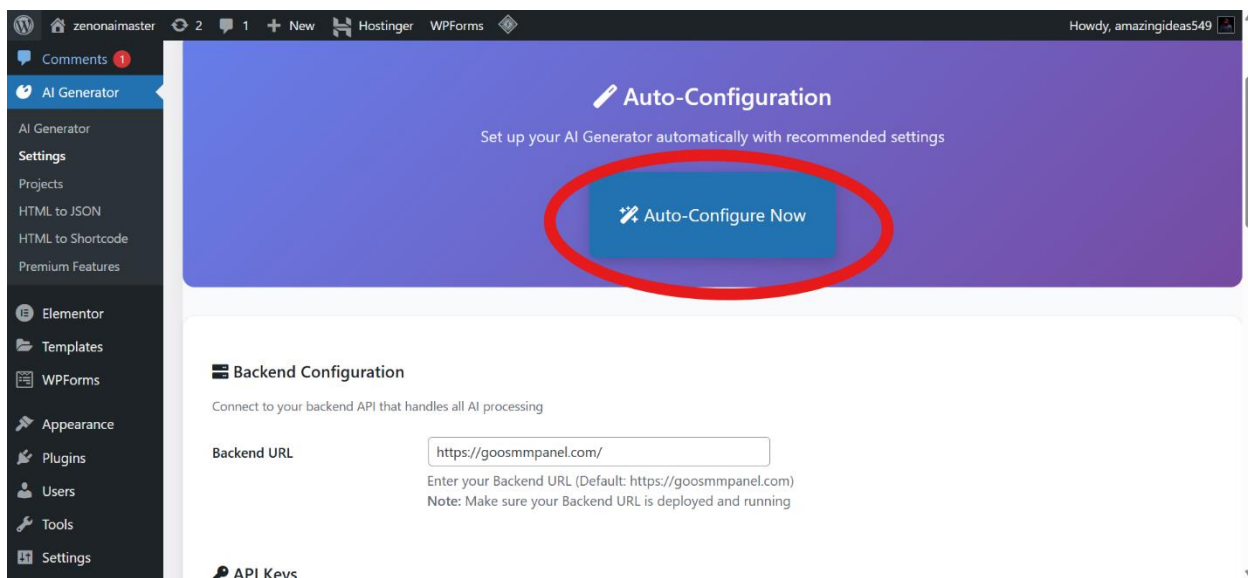 zenonaimaster 2 1 + New Hostinger WPForms Howdy, amazingideas549
Comments 1
AI Generator
AI Generator
Settings
Projects
HTML to JSON
HTML to Shortcode
Premium Features
Elementor
Templates
WPForms
Appearance
Plugins
Users
Tools
Settings
Auto-Configuration
Set up your AI Generator automatically with recommended settings
Auto-Configure Now
Backend Configuration
Connect to your backend API that handles all AI processing
Backend URL https://goosmmpanel.com/
Enter your Backend URL (Default: https://goosmmpanel.com)
Note: Make sure your Backend URL is deployed and running
API Keys